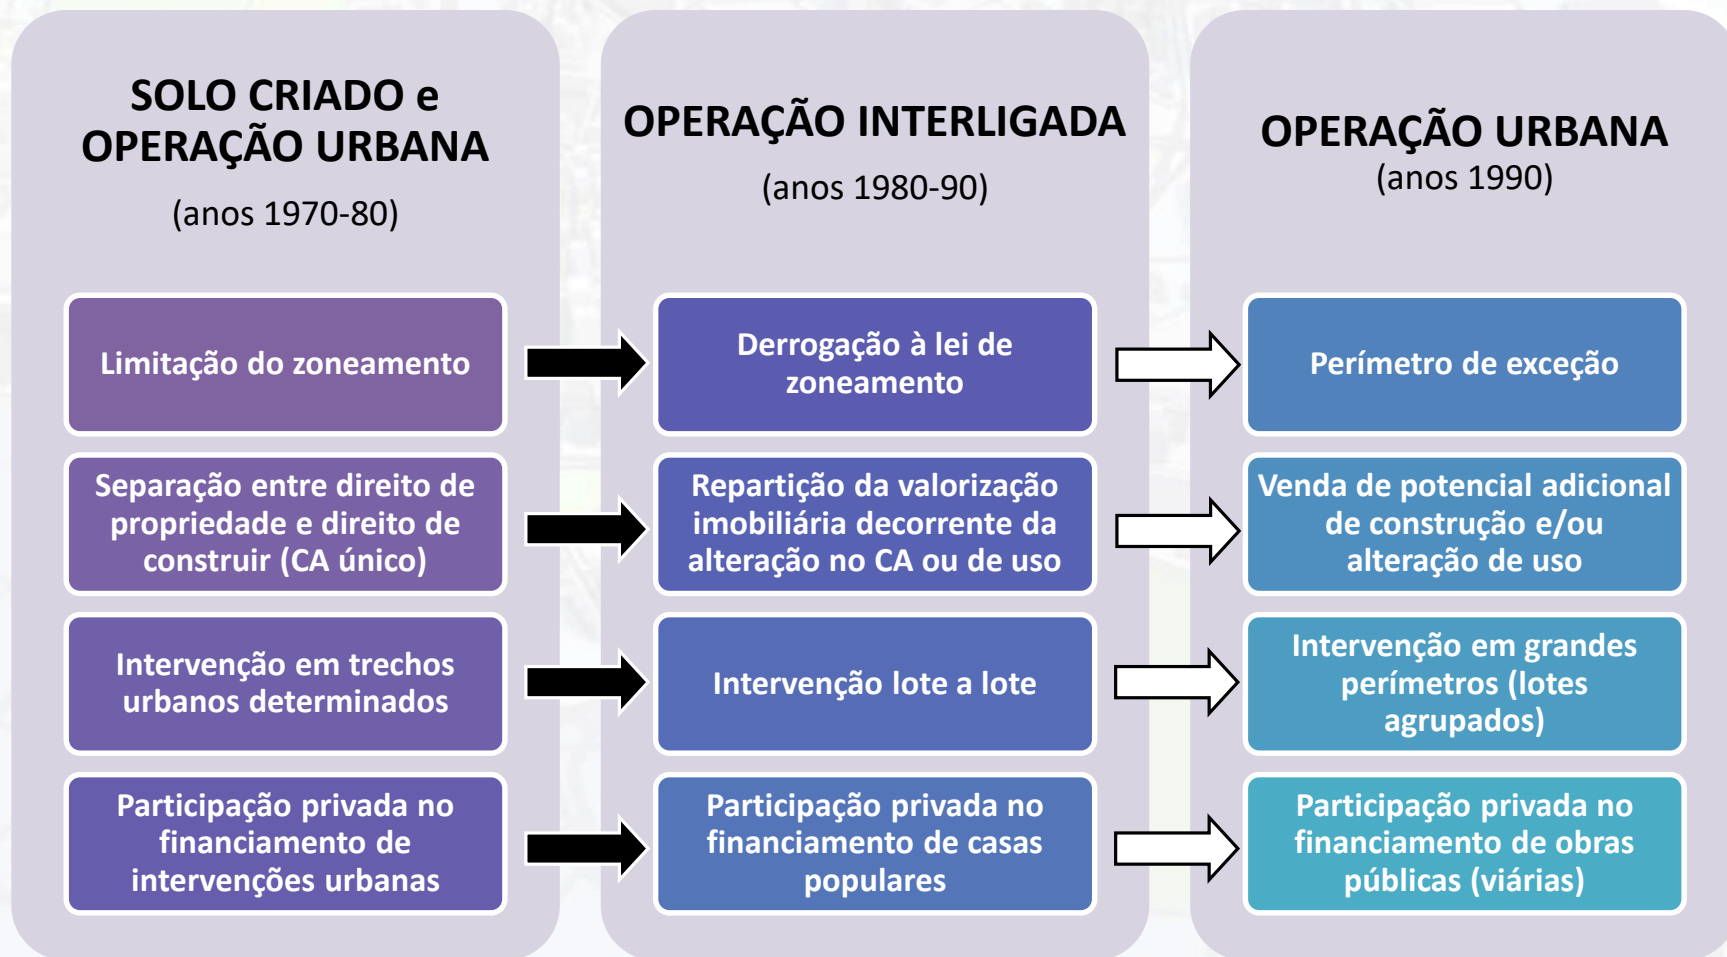 SOLO CRIADO e
OPERAÇÃO URBANA
(anos 1970-80)
Limitação do zoneamento
Separação entre direito de
propriedade e direito de
construir (CA único)
Intervenção em trechos
urbanos determinados
Participação privada no
financiamento de
intervenções urbanas
OPERAÇÃO INTERLIGADA
(anos 1980-90)
Derrogação à lei de
zoneamento
Repartição da valorização
imobiliária decorrente da
alteração no CA ou de uso
Intervenção lote a lote
Participação privada no
financiamento de casas
populares
OPERAÇÃO URBANA
(anos 1990)
Perímetro de exceção
Venda de potencial adicional
de construção e/ou
alteração de uso
Intervenção em grandes
perímetros (lotes
agrupados)
Participação privada no
financiamento de obras
públicas (viárias)